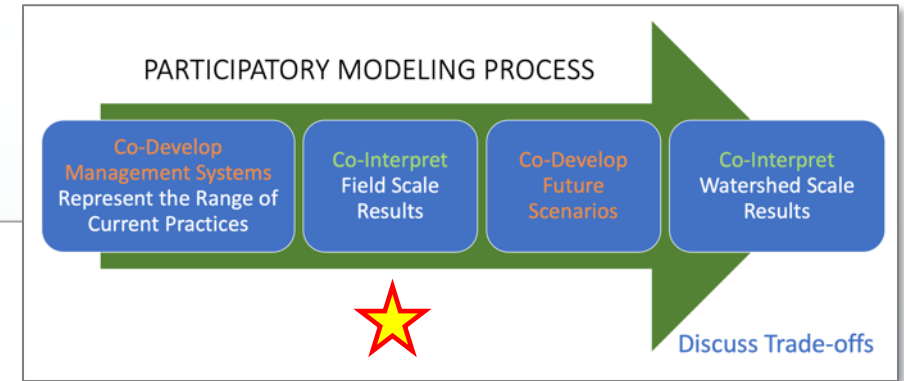 PARTICIPATORY MODELING PROCESS
Co-Develop
Management Systems
Represent the Range of
Current Practices
Co-Interpret
Field Scale
Results
Co-Develop
Future
Scenarios
Co-Interpret
Watershed Scale
Results
Discuss Trade-offs